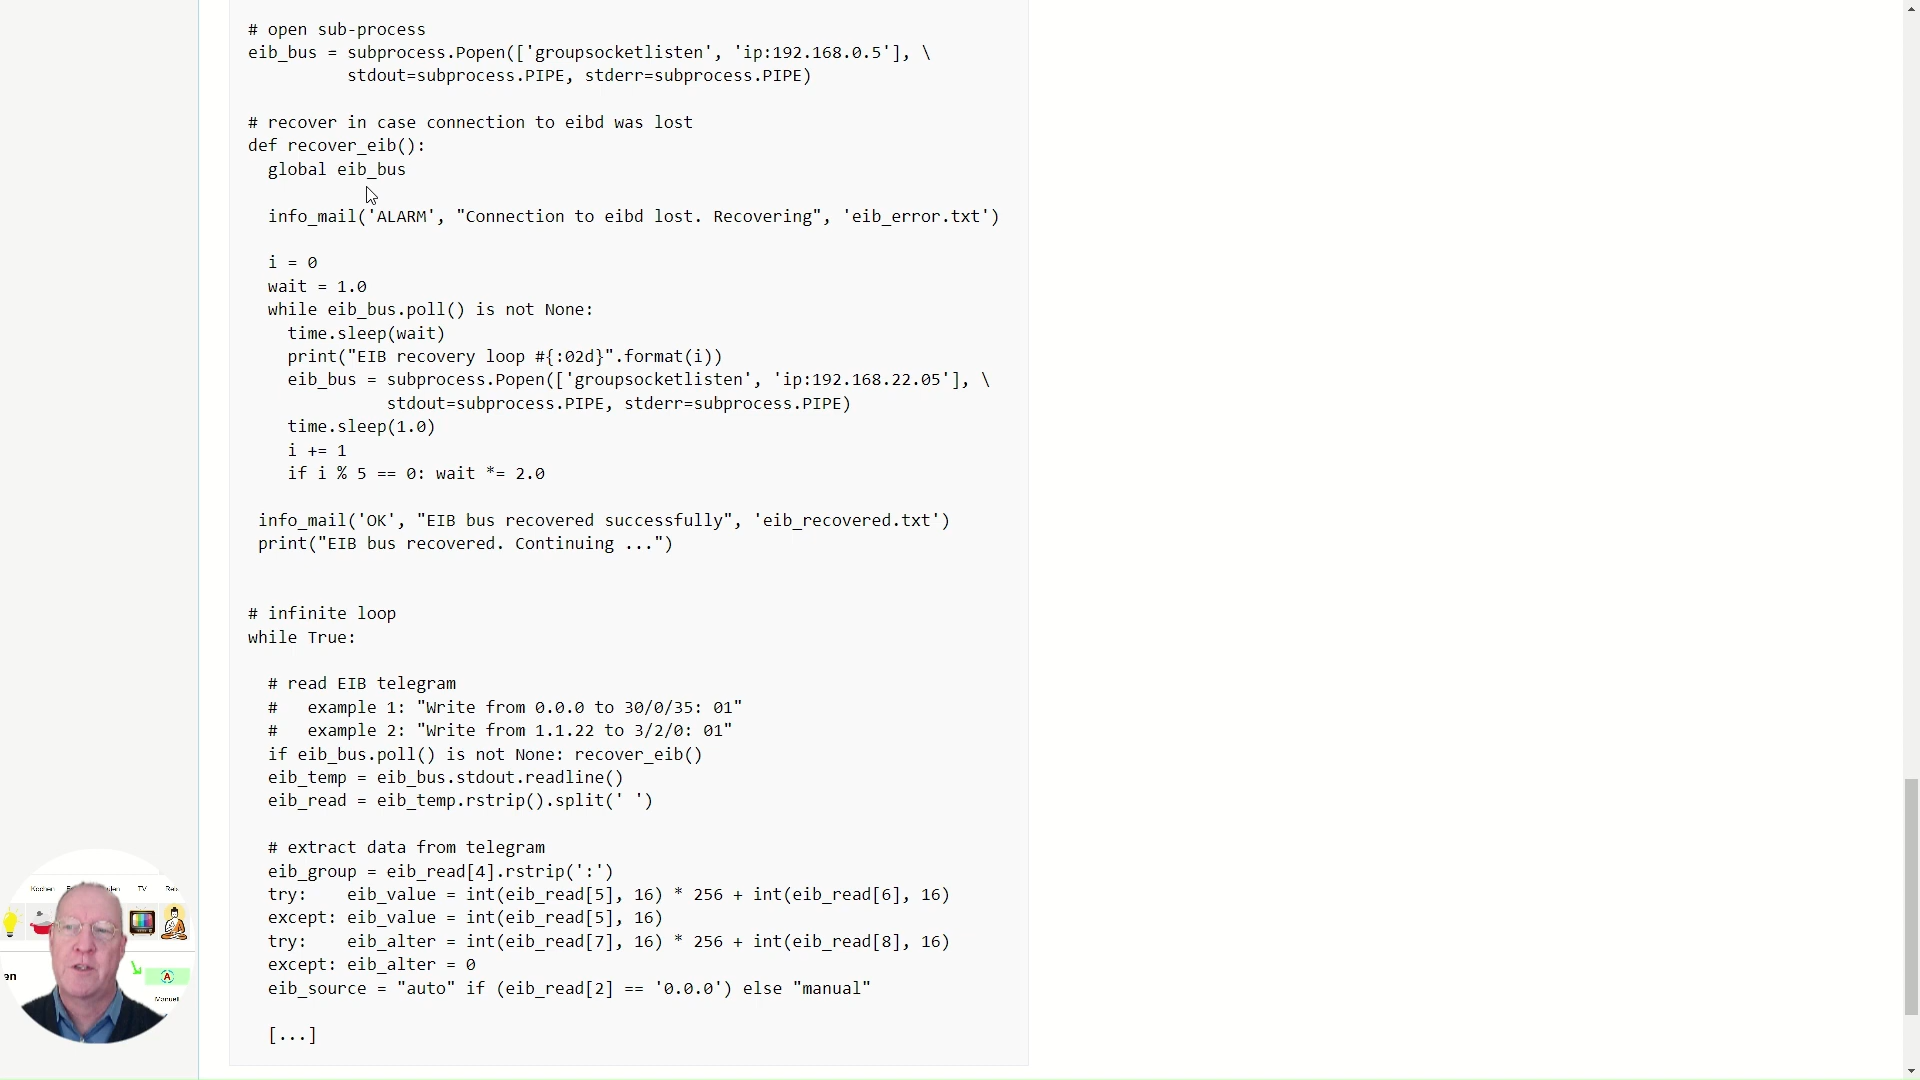 # open sub-process
eib_bus = subprocess.Popen(['groupsocketlisten', 'ip:192.168.0.5'], \
          stdout=subprocess.PIPE, stderr=subprocess.PIPE)
# recover in case connection to eibd was lost
def recover_eib():
  global eib_bus
  info_mail('ALARM', "Connection to eibd lost. Recovering", 'eib_error.txt')
  i = 0
  wait = 1.0
  while eib_bus.poll() is not None:
    time.sleep(wait)
    print("EIB recovery loop #{:02d}".format(i))
    eib_bus = subprocess.Popen(['groupsocketlisten', 'ip:192.168.22.05'], \
              stdout=subprocess.PIPE, stderr=subprocess.PIPE)
    time.sleep(1.0)
    i += 1
    if i % 5 == 0: wait *= 2.0
 info_mail('OK', "EIB bus recovered successfully", 'eib_recovered.txt')
 print("EIB bus recovered. Continuing ...")
# infinite loop
while True:
  # read EIB telegram
  #   example 1: "Write from 0.0.0 to 30/0/35: 01"
  #   example 2: "Write from 1.1.22 to 3/2/0: 01"
  if eib_bus.poll() is not None: recover_eib()
  eib_temp = eib_bus.stdout.readline()
  eib_read = eib_temp.rstrip().split(' ')
  # extract data from telegram
  eib_group = eib_read[4].rstrip(':')
  try:    eib_value = int(eib_read[5], 16) * 256 + int(eib_read[6], 16)
  except: eib_value = int(eib_read[5], 16)
  try:    eib_alter = int(eib_read[7], 16) * 256 + int(eib_read[8], 16)
  except: eib_alter = 0
  eib_source = "auto" if (eib_read[2] == '0.0.0') else "manual"
  [...]
Kochen TV
en A
Manuell